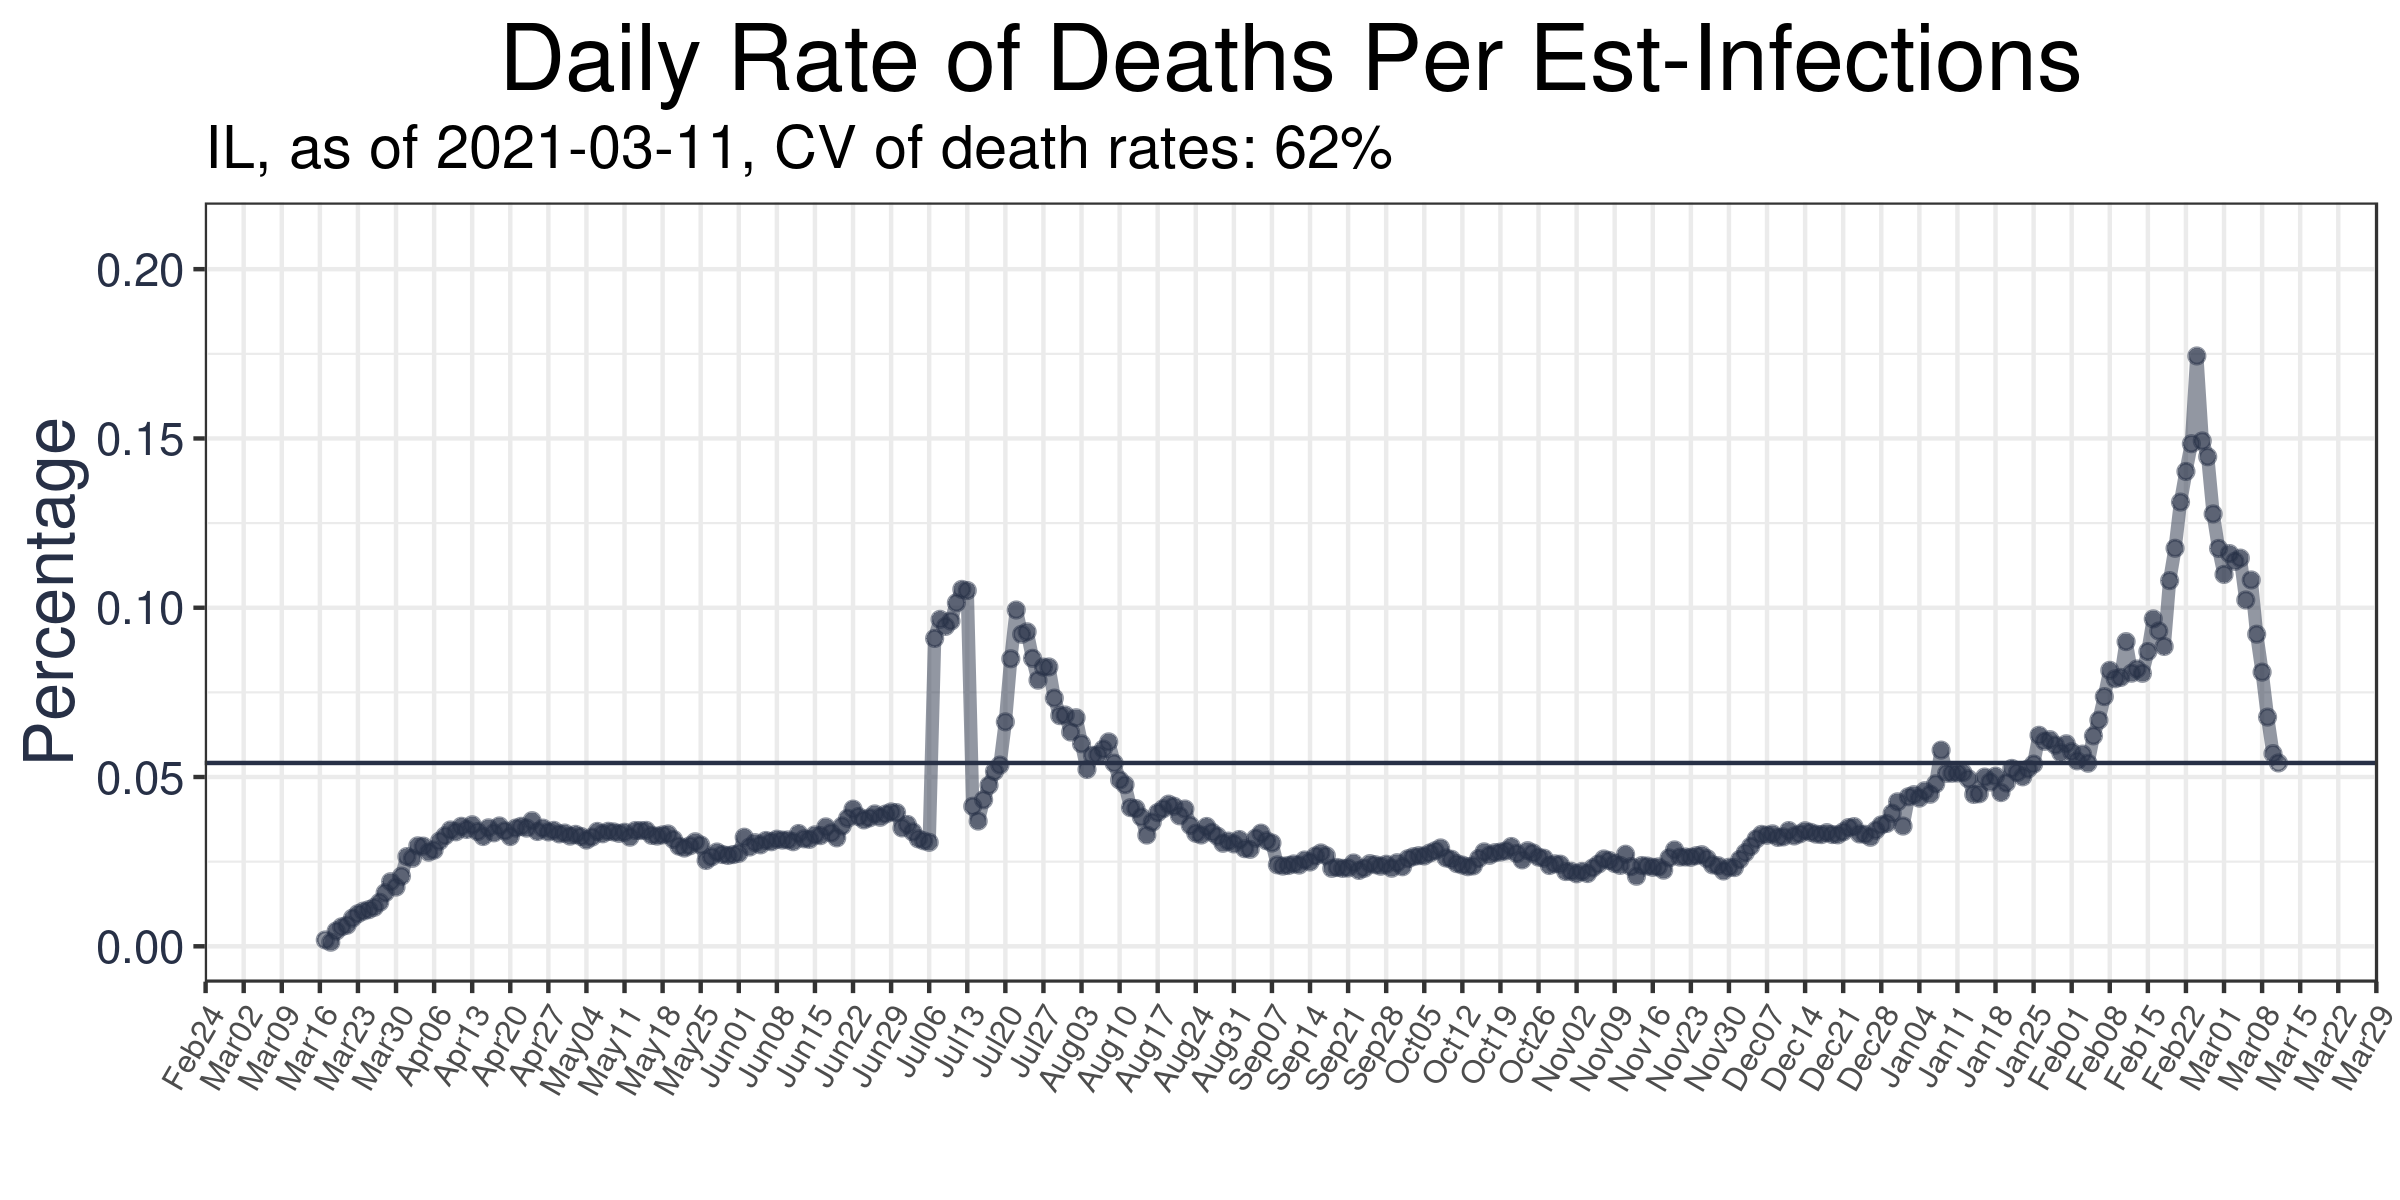 Daily Rate of Deaths Per Est-Infections
IL, as of 2021-03-11, CV of death rates: 62%
Percentage
0.20
0.15
0.10
0.05
0.00
Feb24
Mar02
Mar09
Mar16
Mar23
Mar30
Apr06
Apr13
Apr20
Apr27
May04
May11
May18
May25
Jun01
Jun08
Jun15
Jun22
Jun29
Jul06
Jul13
Jul20
Jul27
Aug03
Aug10
Aug17
Aug24
Aug31
Sep07
Sep14
Sep21
Sep28
Oct05
Oct12
Oct19
Oct26
Nov02
Nov09
Nov16
Nov23
Nov30
Dec07
Dec14
Dec21
Dec28
Jan04
Jan11
Jan18
Jan25
Feb01
Feb08
Feb15
Feb22
Mar01
Mar08
Mar15
Mar22
Mar29